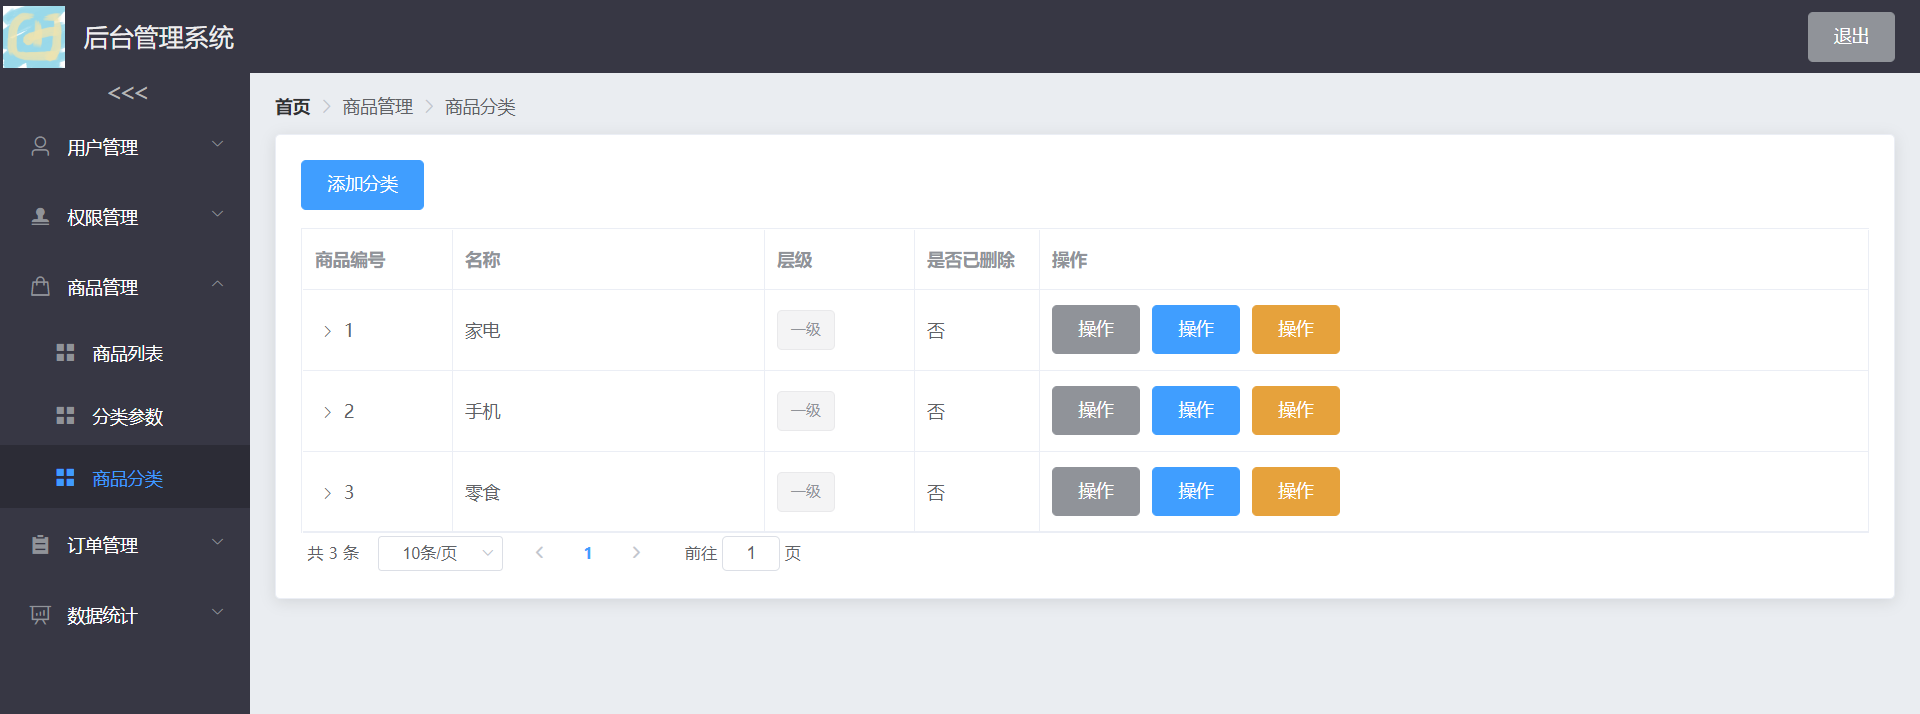 后台管理系统
退出
<<<
用户管理
权限管理
商品管理
商品列表
分类参数
商品分类
订单管理
数据统计
首页 > 商品管理 > 商品分类
添加分类
商品编号 名称 层级 是否已删除 操作
> 1 家电 一级 否 操作 操作 操作
> 2 手机 一级 否 操作 操作 操作
> 3 零食 一级 否 操作 操作 操作
共 3 条 10条/页 < 1 > 前往 1 页